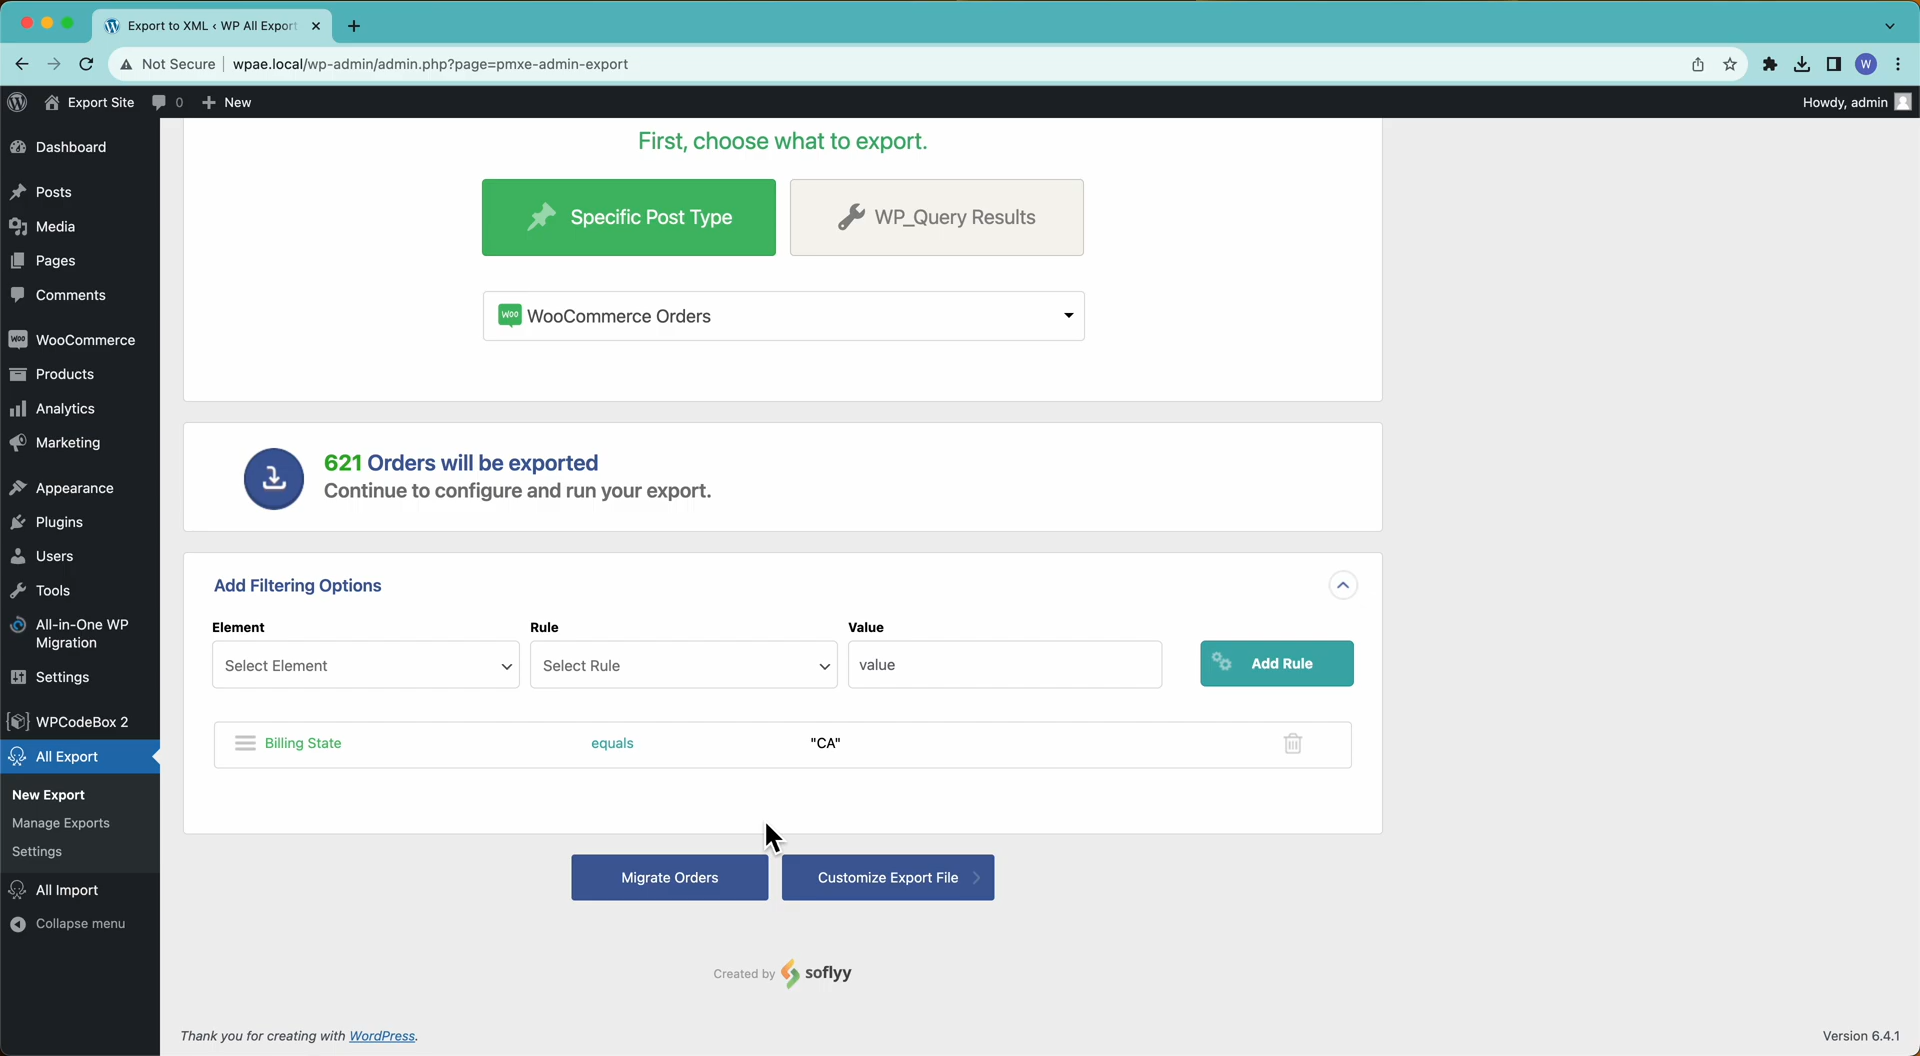 Export to XML ‹ WP All Export
Not Secure
wpae.local/wp-admin/admin.php?page=pmxe-admin-export
W
Export Site
0
New
Howdy, admin
Dashboard
Posts
Media
Pages
Comments
WooCommerce
Products
Analytics
Marketing
Appearance
Plugins
Users
Tools
All-in-One WP
Migration
Settings
WPCodeBox 2
All Export
New Export
Manage Exports
Settings
All Import
Collapse menu
First, choose what to export.
Specific Post Type
WP_Query Results
WOO WooCommerce Orders
621 Orders will be exported
Continue to configure and run your export.
Add Filtering Options
Element Rule Value
Select Element
Select Rule
value
Add Rule
Billing State equals "CA"
Migrate Orders
Customize Export File
Created by soflyy
Thank you for creating with WordPress.
Version 6.4.1